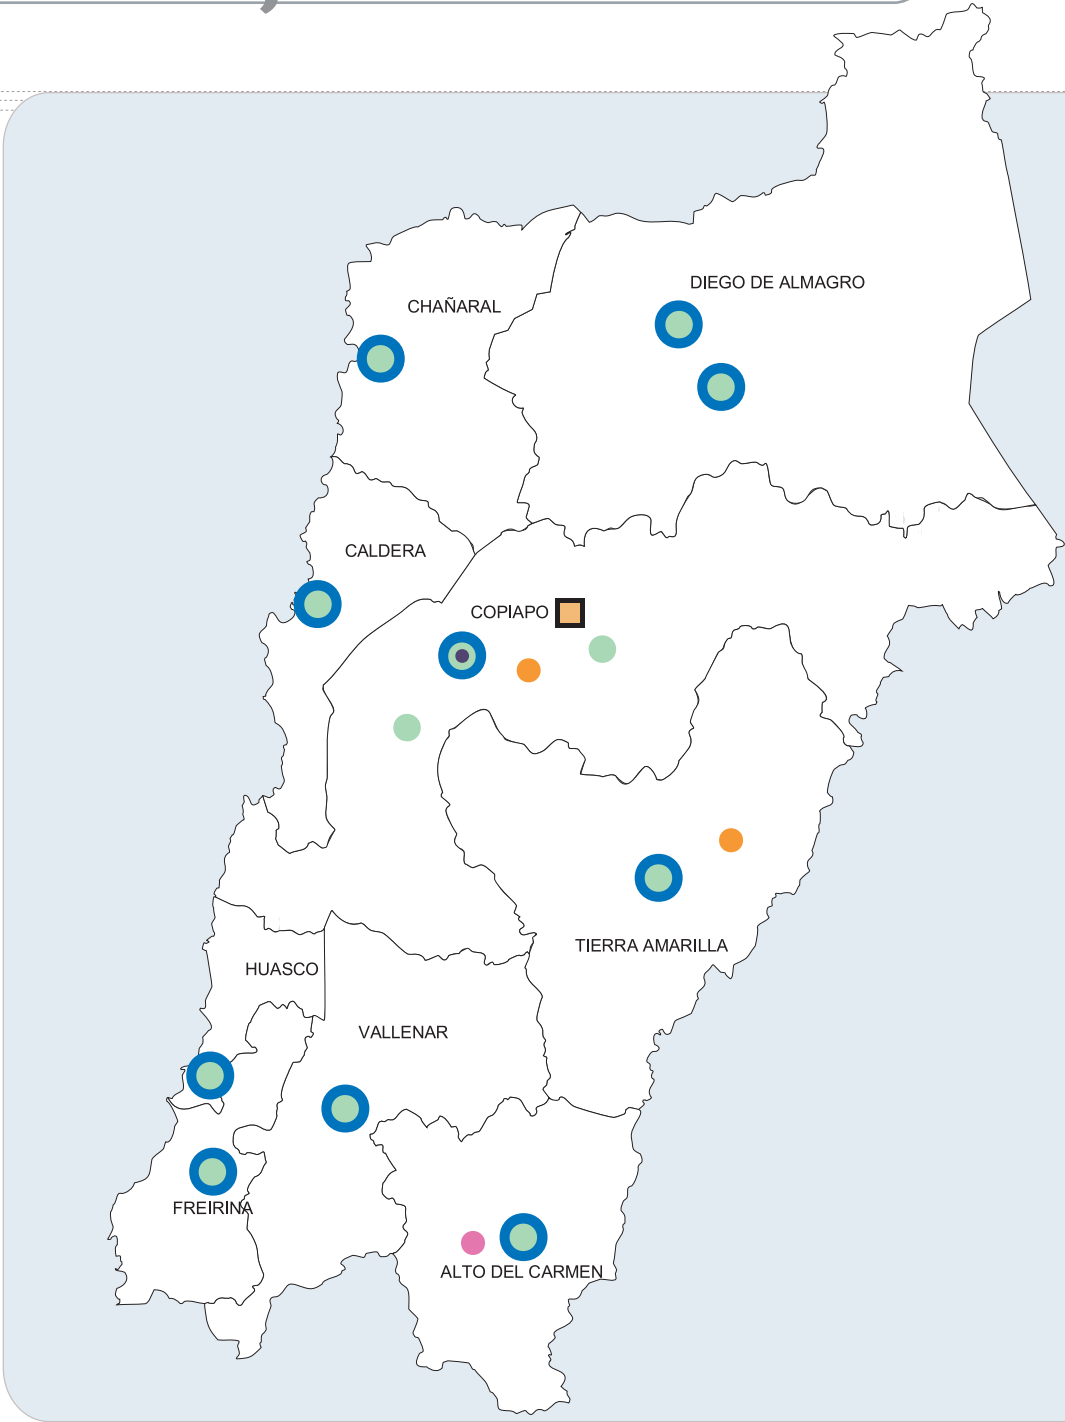 DIEGO DE ALMAGRO
CHAÑARAL
CALDERA
COPIAPO
TIERRA AMARILLA
HUASCO
VALLENAR
FREIRINA
ALTO DEL CARMEN